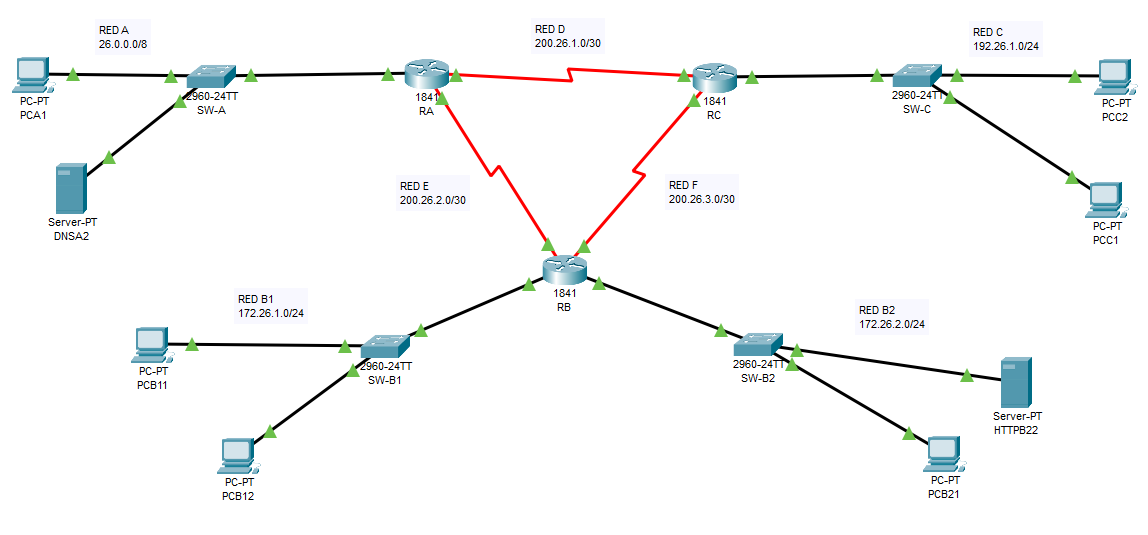 RED A
26.0.0.0/8
RED D
200.26.1.0/30
RED C
192.26.1.0/24
PC-PT
PCA1
2960-24TT
SW-A
1841
RA
1841
RC
2960-24TT
SW-C
PC-PT
PCC2
RED E
200.26.2.0/30
RED F
200.26.3.0/30
Server-PT
DNSA2
PC-PT
PCC1
1841
RB
RED B1
172.26.1.0/24
RED B2
172.26.2.0/24
PC-PT
PCB11
2960-24TT
SW-B1
2960-24TT
SW-B2
Server-PT
HTTPB22
PC-PT
PCB12
PC-PT
PCB21